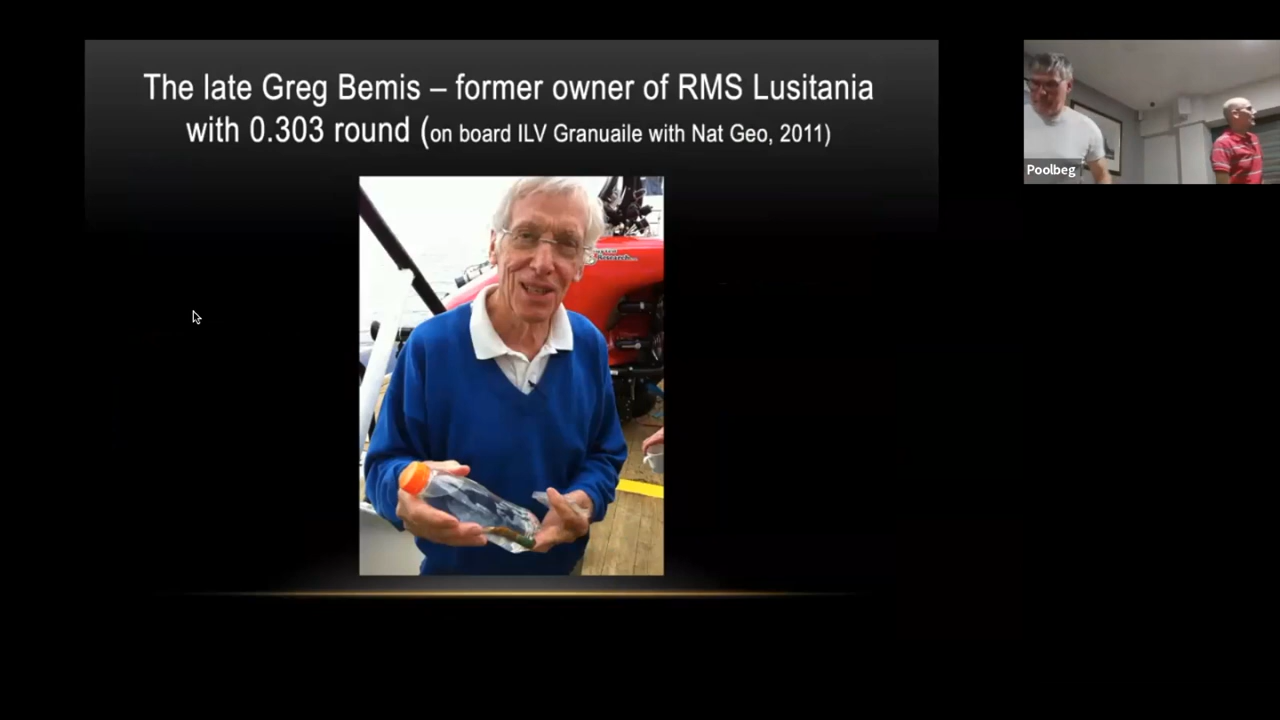 The late Greg Bemis – former owner of RMS Lusitania
with 0.303 round (on board ILV Granuaile with Nat Geo, 2011)
Poolbeg